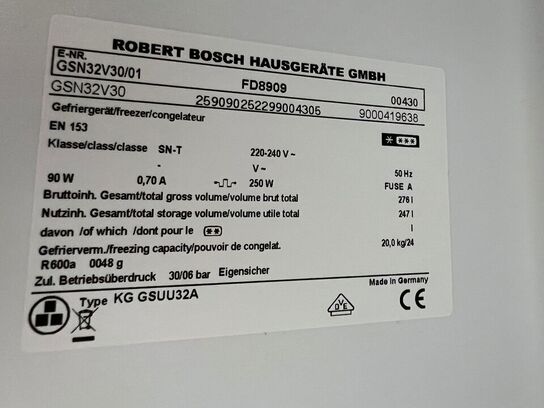 ROBERT BOSCH HAUSGERÄTE GMBH
E-NR. GSN32V30/01 FD8909 00430
GSN32V30 259090252299004305 9000419638
Gefriergerät/freezer/congelateur
EN 153
Klasse/class/classe SN-T 220-240 V ~ 50 Hz
- V ~ FUSE A
90 W 0,70 A 250 W
Bruttoinh. Gesamt/total gross volume/volume brut total 276 l
Nutzinh. Gesamt/total storage volume/volume utile total 247 l
davon /of which /dont pour le l
Gefrierverm./freezing capacity/pouvoir de congelat. 20,0 kg/24
R600a 0048 g
Zul. Betriebsüberdruck 30/06 bar Eigensicher
Made in Germany
Type KG GSUU32A DVE CE